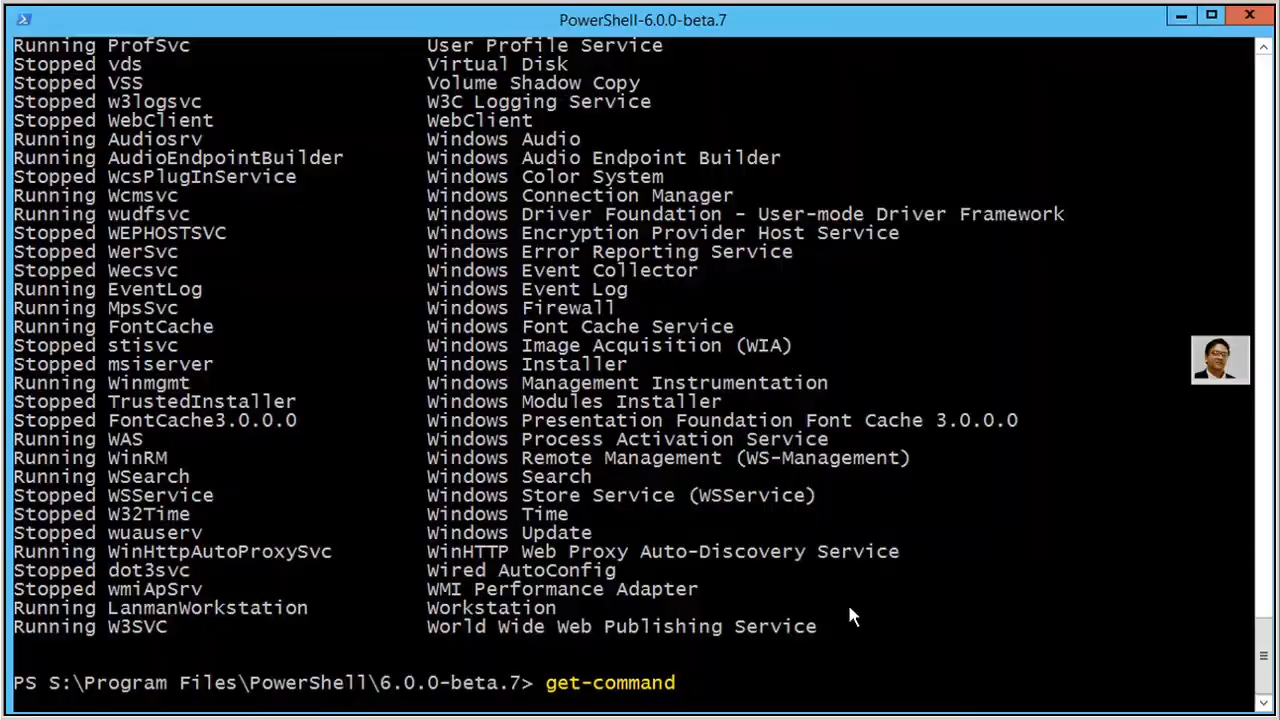 PowerShell-6.0.0-beta.7
Running ProfSvc User Profile Service
Stopped vds Virtual Disk
Stopped VSS Volume Shadow Copy
Stopped w3logsvc W3C Logging Service
Stopped WebClient WebClient
Running Audiosrv Windows Audio
Running AudioEndpointBuilder Windows Audio Endpoint Builder
Stopped WcsPlugInService Windows Color System
Running Wcmsvc Windows Connection Manager
Running wudfsvc Windows Driver Foundation - User-mode Driver Framework
Stopped WEPHOSTSVC Windows Encryption Provider Host Service
Stopped WerSvc Windows Error Reporting Service
Stopped Wecsvc Windows Event Collector
Running EventLog Windows Event Log
Running MpsSvc Windows Firewall
Running FontCache Windows Font Cache Service
Stopped stisvc Windows Image Acquisition (WIA)
Stopped msiserver Windows Installer
Running Winmgmt Windows Management Instrumentation
Stopped TrustedInstaller Windows Modules Installer
Stopped FontCache3.0.0.0 Windows Presentation Foundation Font Cache 3.0.0.0
Running WAS Windows Process Activation Service
Running WinRM Windows Remote Management (WS-Management)
Running WSearch Windows Search
Stopped WSService Windows Store Service (WSService)
Stopped W32Time Windows Time
Stopped wuauserv Windows Update
Running WinHttpAutoProxySvc WinHTTP Web Proxy Auto-Discovery Service
Stopped dot3svc Wired AutoConfig
Stopped wmiApSrv WMI Performance Adapter
Running LanmanWorkstation Workstation
Running W3SVC World Wide Web Publishing Service
PS S:\Program Files\PowerShell\6.0.0-beta.7> get-command